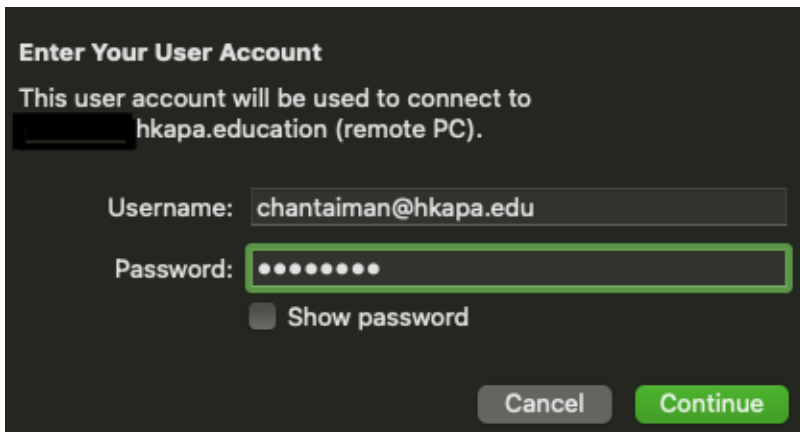 Enter Your User Account
This user account will be used to connect to
hkapa.education (remote PC).
Username: chantaiman@hkapa.edu
Password: ••••••••
Show password
Cancel Continue